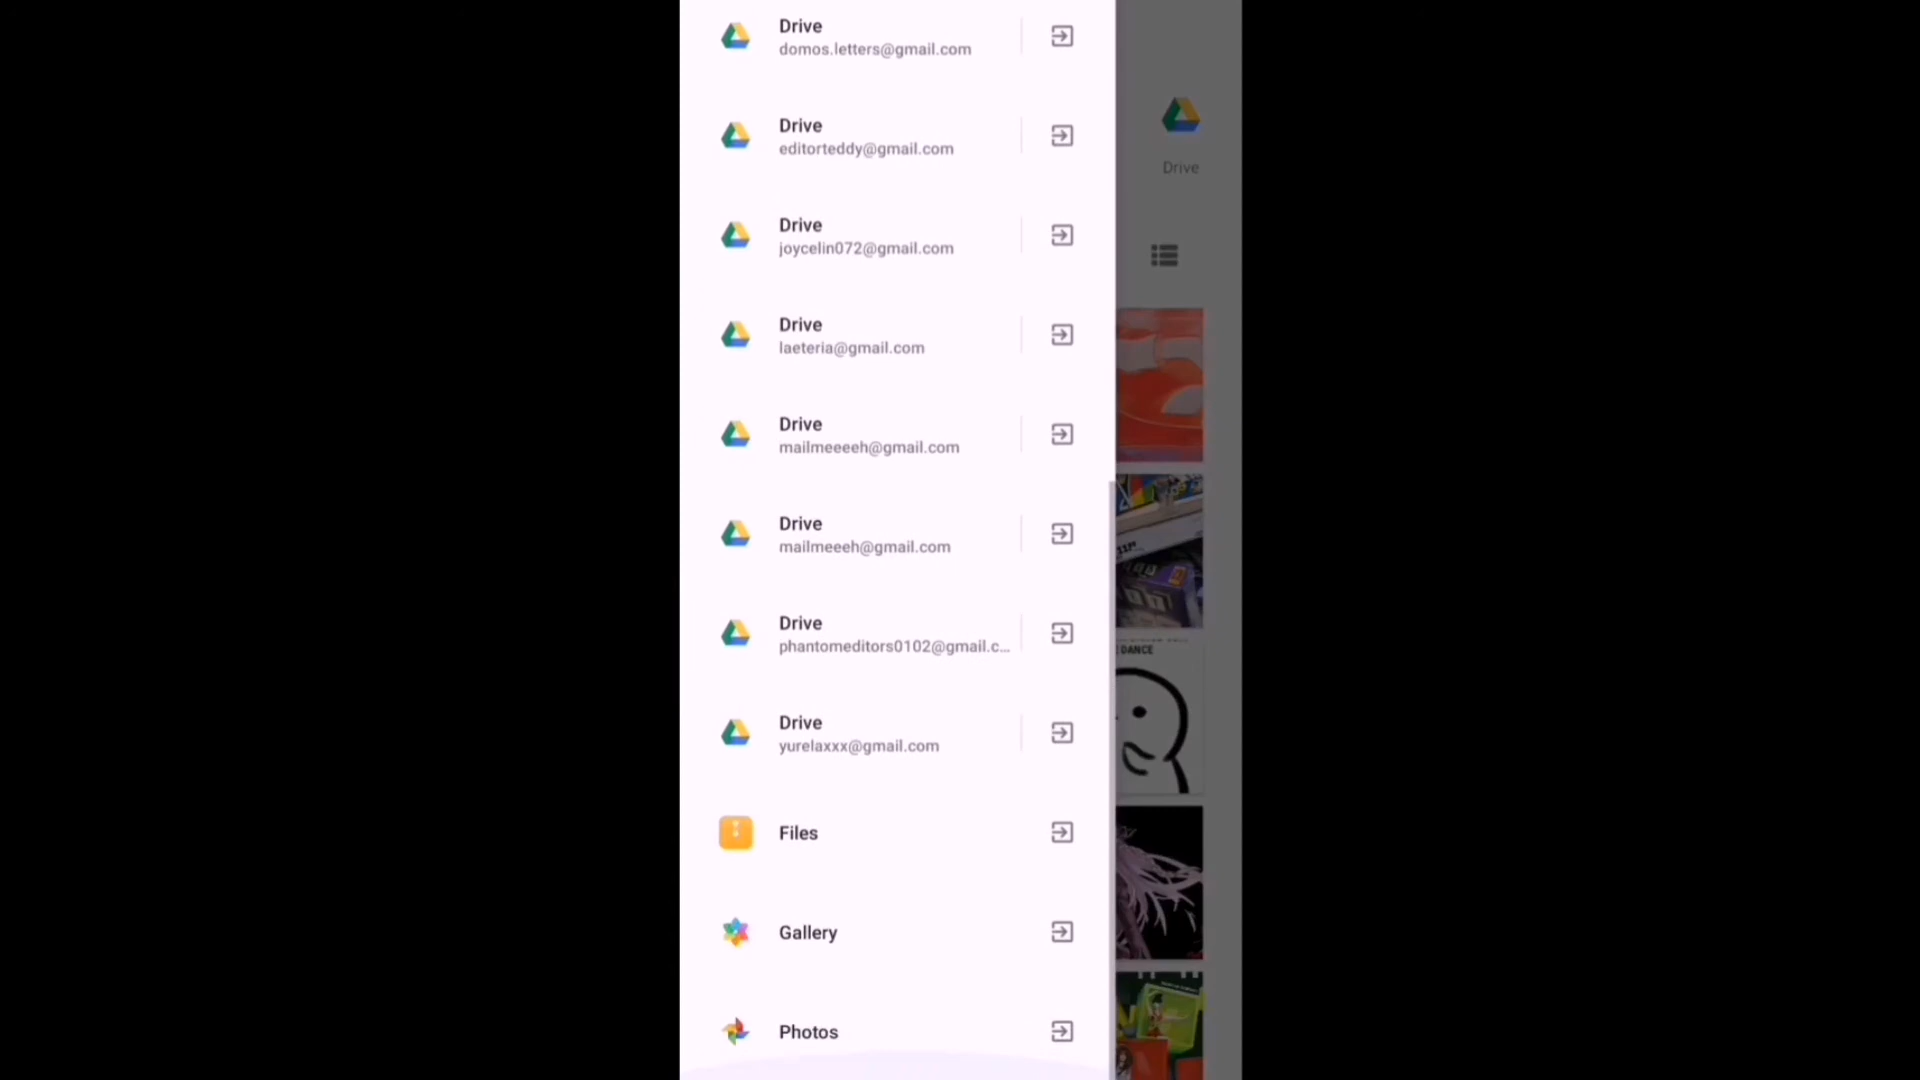 Drive
domos.letters@gmail.com
Drive
editorteddy@gmail.com
Drive
joycelin072@gmail.com
Drive
laeteria@gmail.com
Drive
mailmeeeeh@gmail.com
Drive
mailmeeeh@gmail.com
Drive
phantomeditors0102@gmail.c...
Drive
yurelaxxx@gmail.com
Files
Gallery
Photos
Drive
DANCE